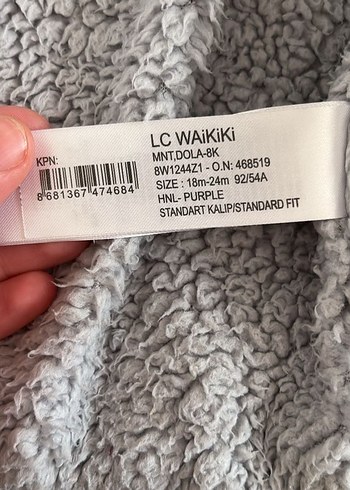 KPN:
8 681367 474684
LC WAiKiKi
MNT,DOLA-8K
8W1244Z1 - O.N: 468519
SIZE : 18m-24m 92/54A
HNL- PURPLE
STANDART KALIP/STANDARD FIT